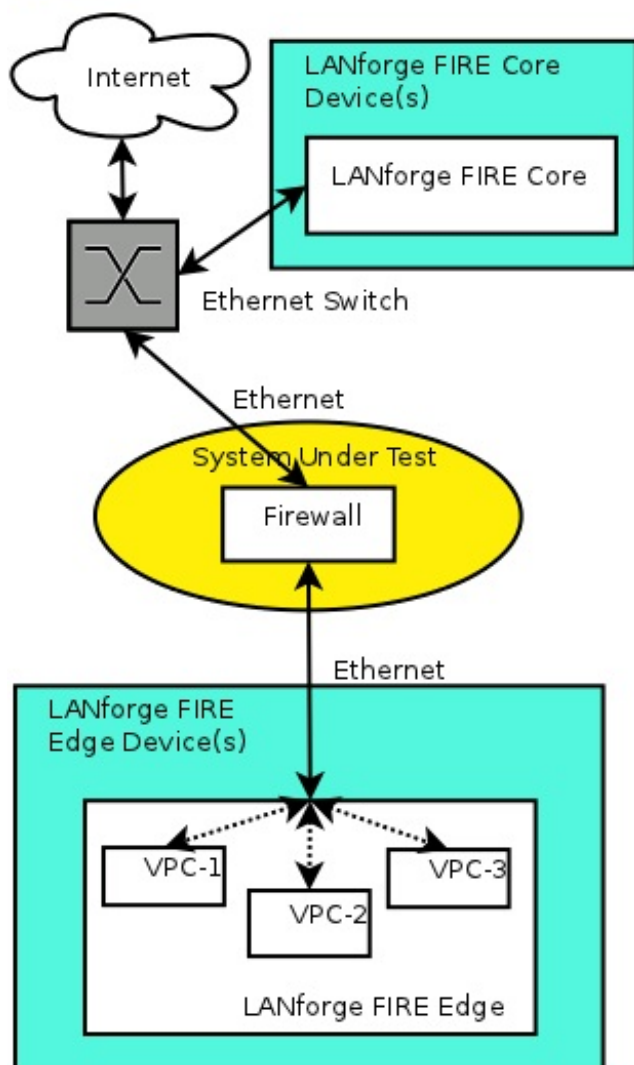 Internet
LANforge FIRE Core
Device(s)
LANforge FIRE Core
Ethernet Switch
Ethernet
System Under Test
Firewall
Ethernet
LANforge FIRE
Edge Device(s)
VPC-1
VPC-2
VPC-3
LANforge FIRE Edge